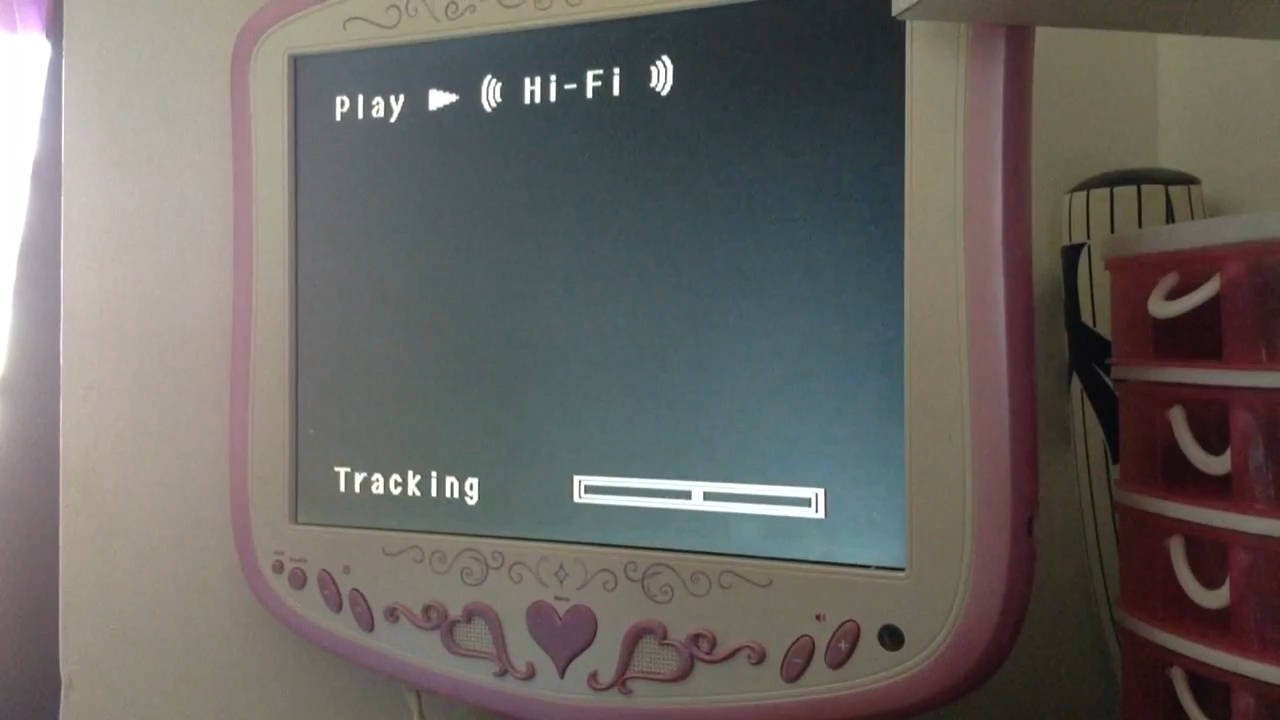 Play ► Hi-Fi
Tracking
- +